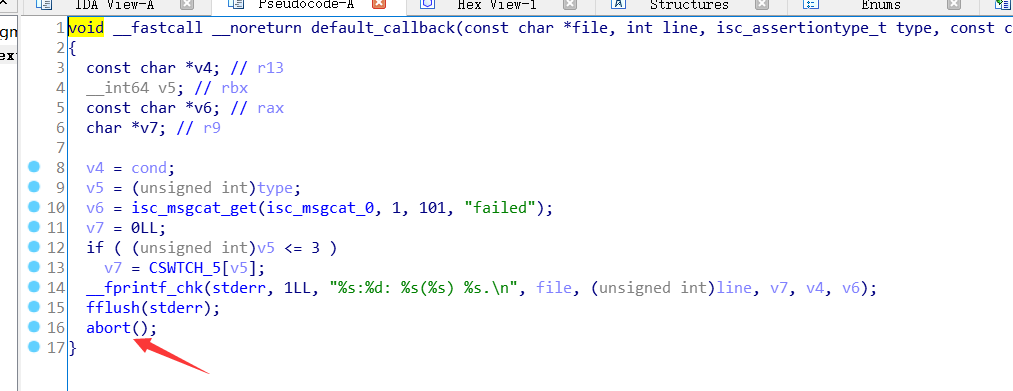 IDA View-A Pseudocode-A Hex View-1 Structures Enums
1 void __fastcall __noreturn default_callback(const char *file, int line, isc_assertiontype_t type, const c
2 {
3 const char *v4; // r13
4 __int64 v5; // rbx
5 const char *v6; // rax
6 char *v7; // r9
7
8 v4 = cond;
9 v5 = (unsigned int)type;
10 v6 = isc_msgcat_get(isc_msgcat_0, 1, 101, "failed");
11 v7 = 0LL;
12 if ( (unsigned int)v5 <= 3 )
13 v7 = CSWTCH_5[v5];
14 __fprintf_chk(stderr, 1LL, "%s:%d: %s(%s) %s.\n", file, (unsigned int)line, v7, v4, v6);
15 fflush(stderr);
16 abort();
17 }